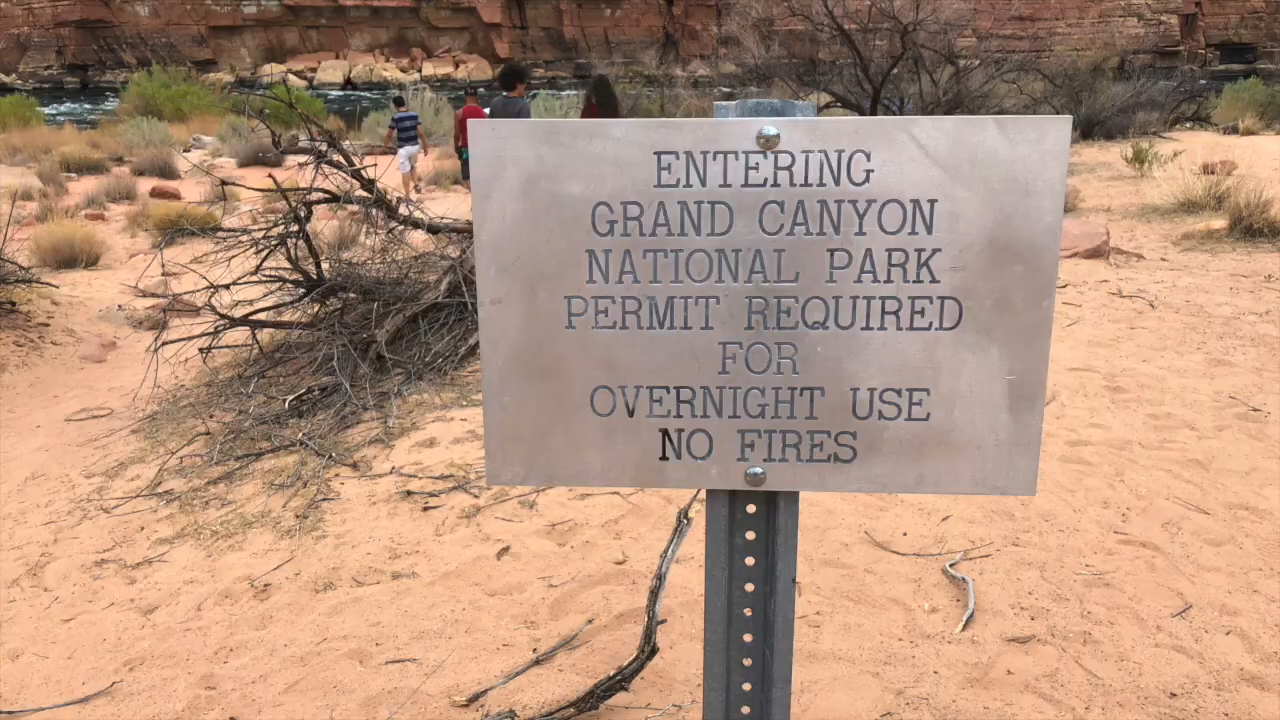 ENTERING
GRAND CANYON
NATIONAL PARK
PERMIT REQUIRED
FOR
OVERNIGHT USE
NO FIRES